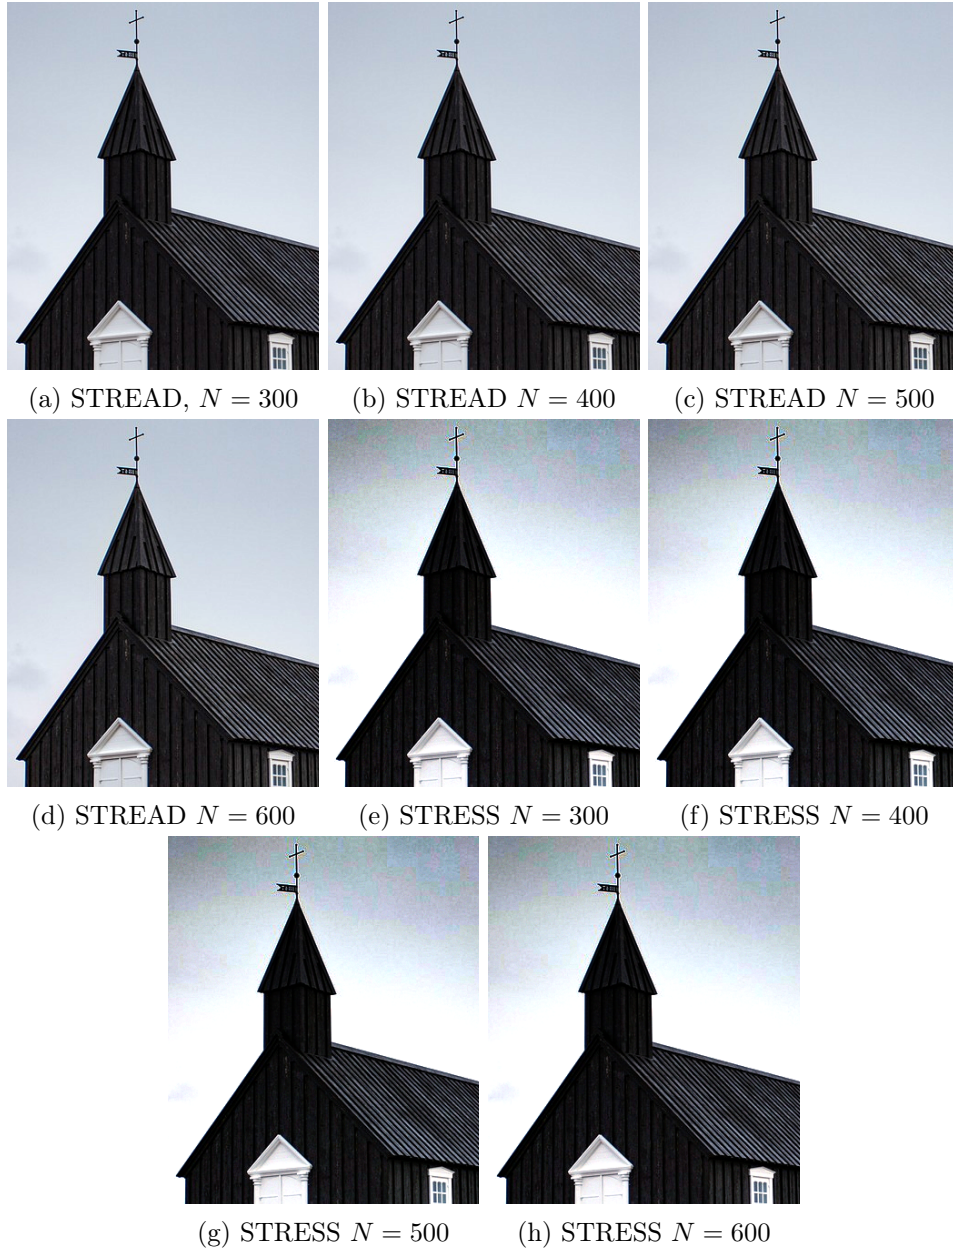 (a) STREAD, N = 300
(b) STREAD N = 400
(c) STREAD N = 500
(d) STREAD N = 600
(e) STRESS N = 300
(f) STRESS N = 400
(g) STRESS N = 500
(h) STRESS N = 600